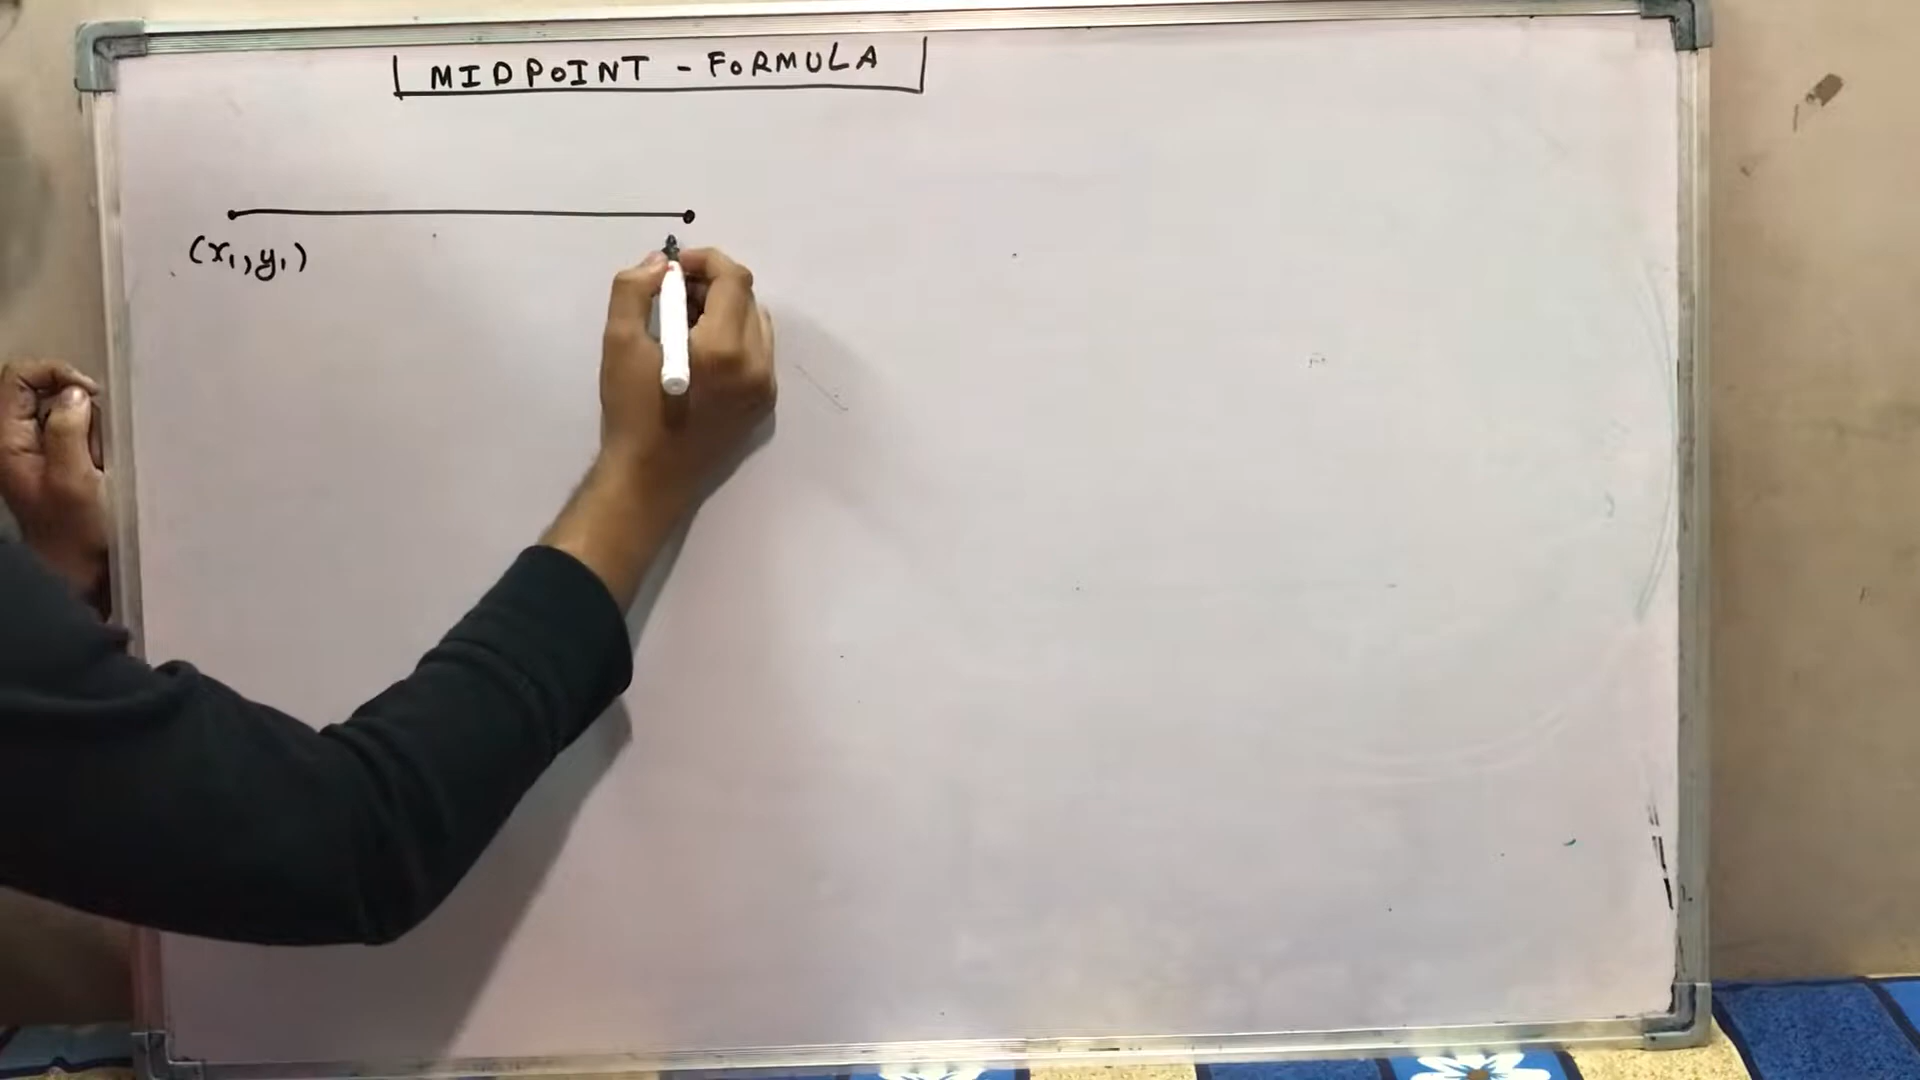 MIDPOINT - FORMULA
(x₁, y₁)